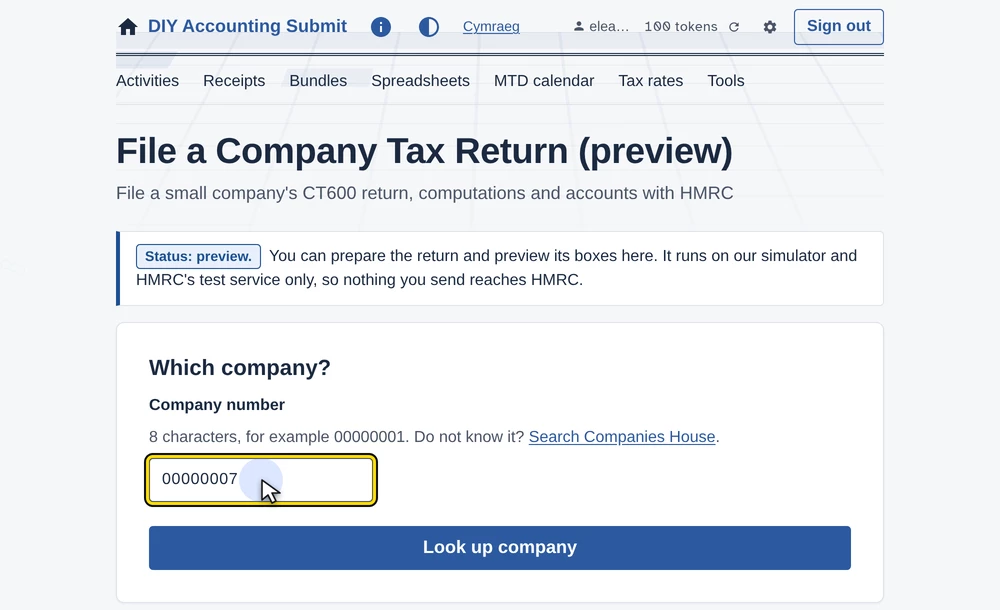 DIY Accounting Submit
Cymraeg
elea...
100 tokens
Sign out
Activities
Receipts
Bundles
Spreadsheets
MTD calendar
Tax rates
Tools
File a Company Tax Return (preview)
File a small company's CT600 return, computations and accounts with HMRC
Status: preview. You can prepare the return and preview its boxes here. It runs on our simulator and
HMRC's test service only, so nothing you send reaches HMRC.
Which company?
Company number
8 characters, for example 00000001. Do not know it? Search Companies House.
00000007
Look up company